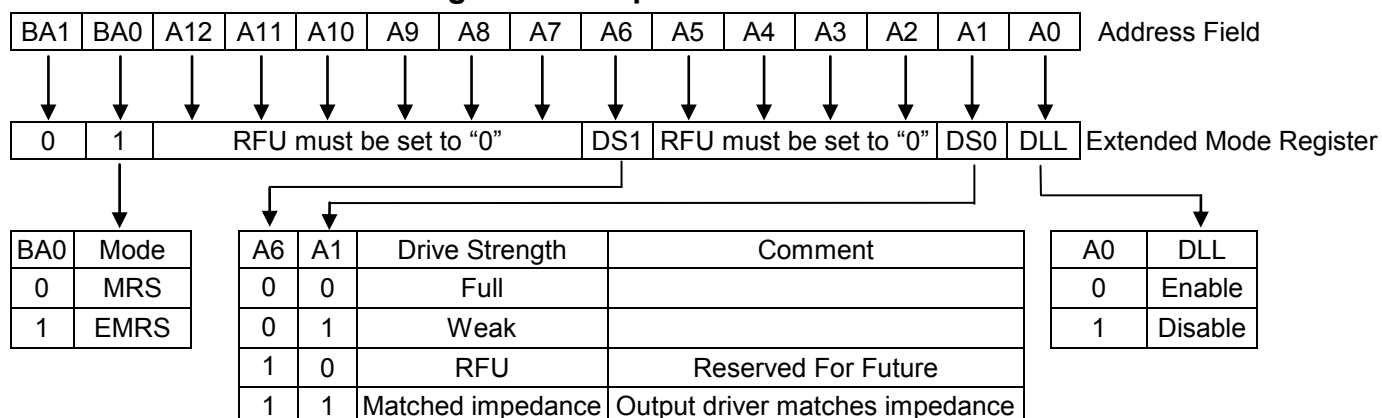 BA1 BA0 A12 A11 A10 A9 A8 A7 A6 A5 A4 A3 A2 A1 A0 Address Field
0 1 RFU must be set to “0” DS1 RFU must be set to “0” DS0 DLL Extended Mode Register
BA0 Mode A6 A1 Drive Strength Comment A0 DLL
0 MRS 0 0 Full 0 Enable
1 EMRS 0 1 Weak 1 Disable
1 0 RFU Reserved For Future
1 1 Matched impedance Output driver matches impedance